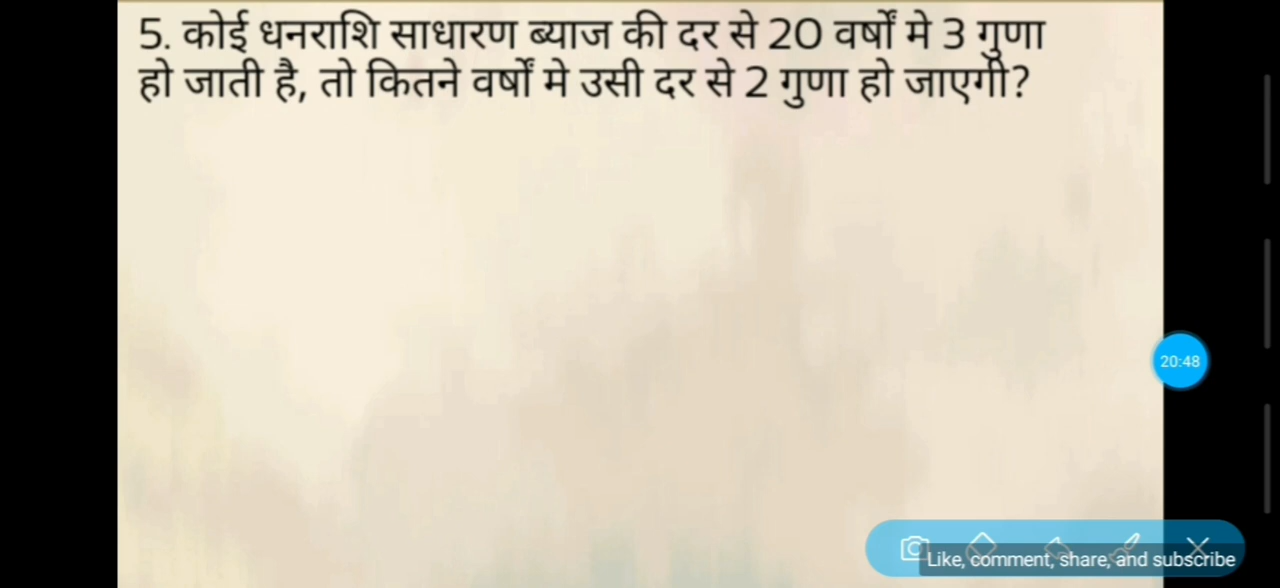 5. कोई धनराशि साधारण ब्याज की दर से 20 वर्षों मे 3 गुणा
हो जाती है, तो कितने वर्षों मे उसी दर से 2 गुणा हो जाएगी?
20:48
Like, comment, share, and subscribe